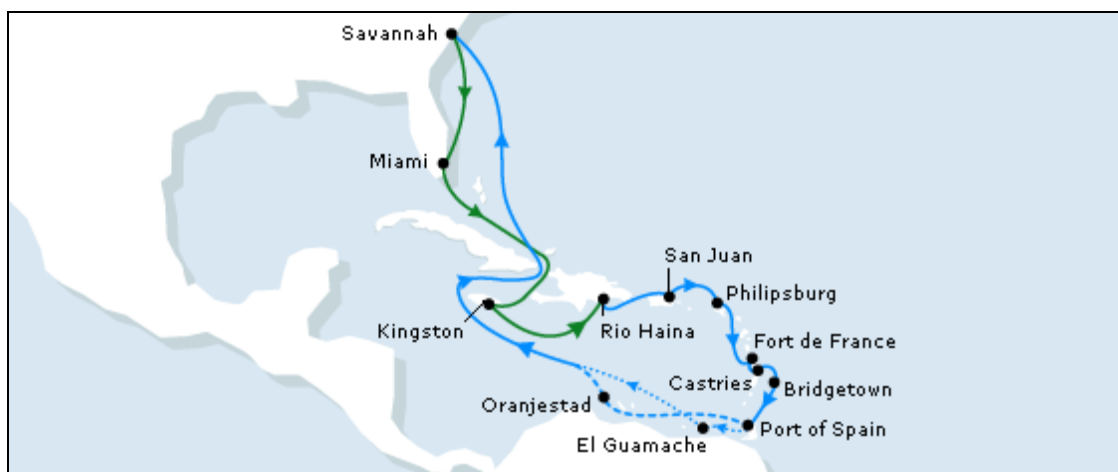 Savannah
Miami
San Juan
Philipsburg
Kingston
Rio Haina
Fort de France
Castries
Bridgetown
Oranjestad
Port of Spain
El Guamache